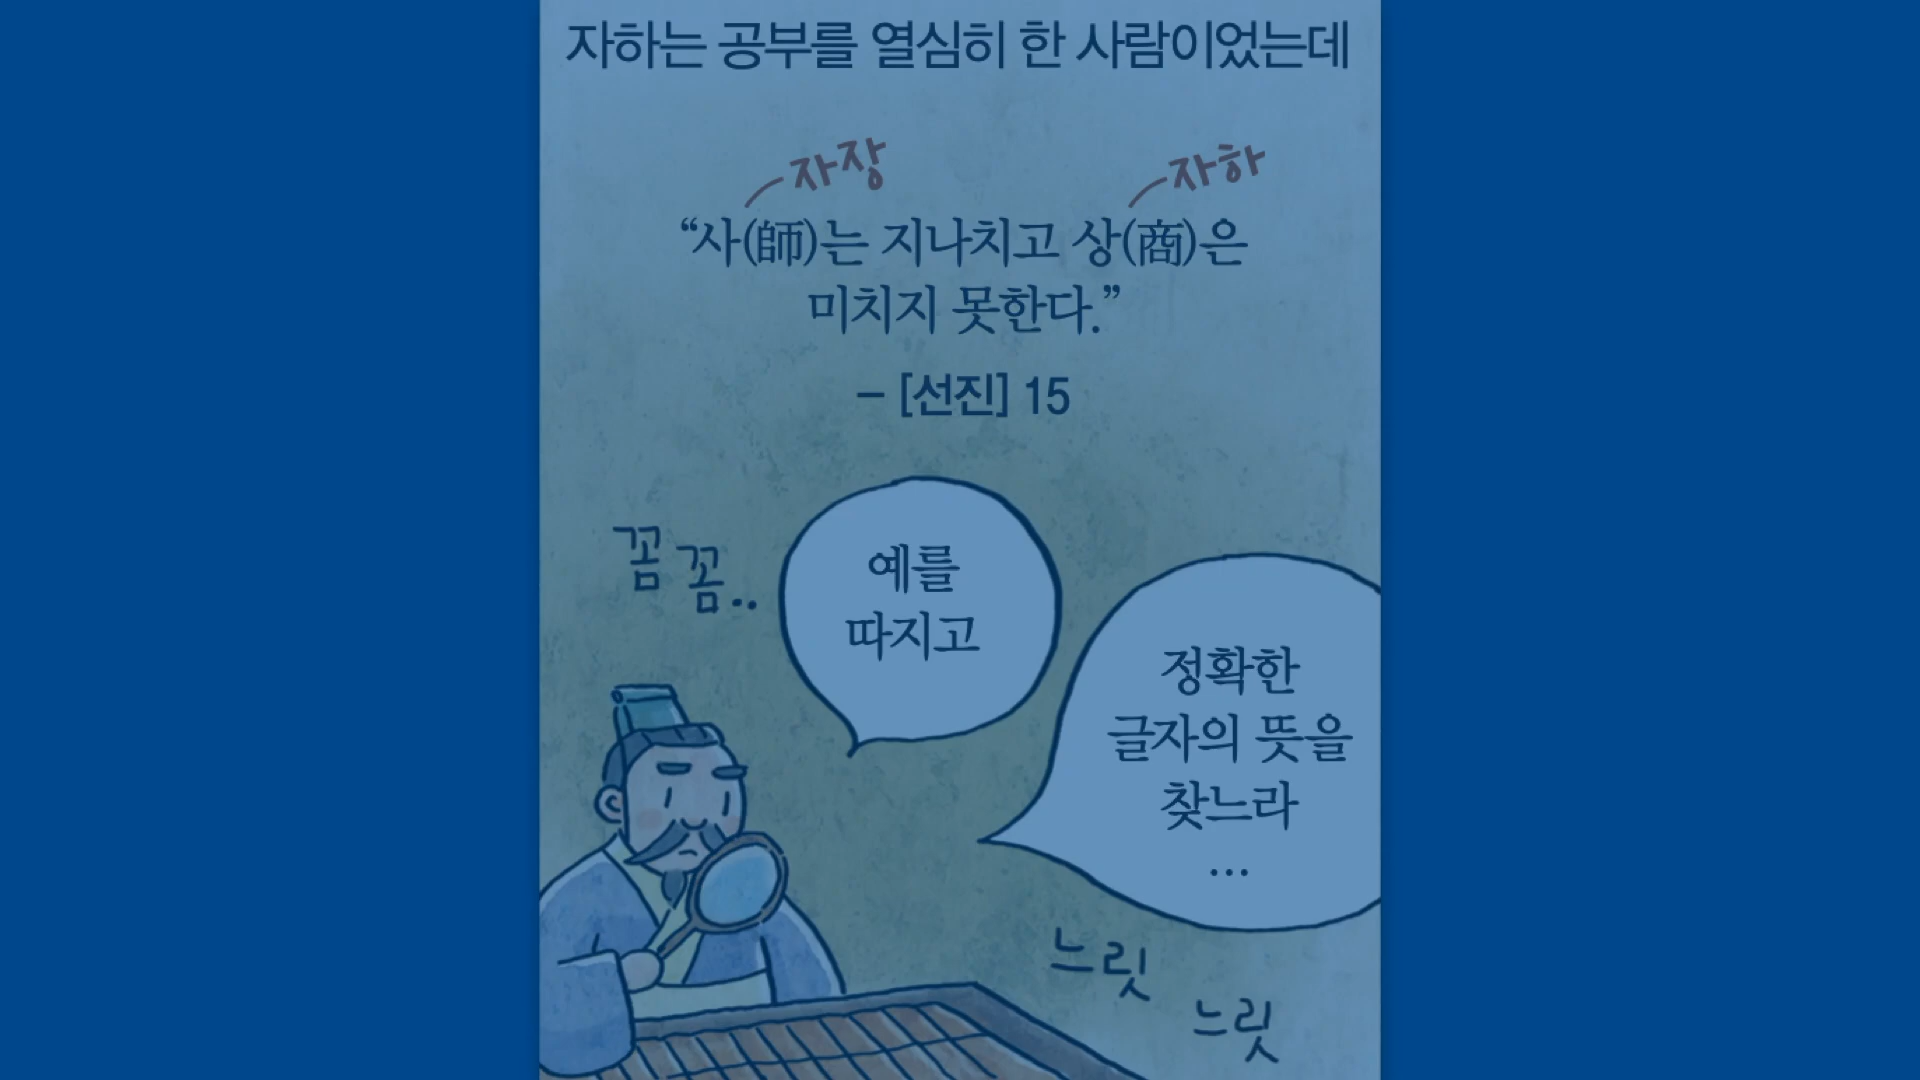 자하는 공부를 열심히 한 사람이었는데
자장
자하
“사(師)는 지나치고 상(商)은
미치지 못한다.”
– [선진] 15
꼼꼼..
예를
따지고
정확한
글자의 뜻을
찾느라
...
느릿
느릿